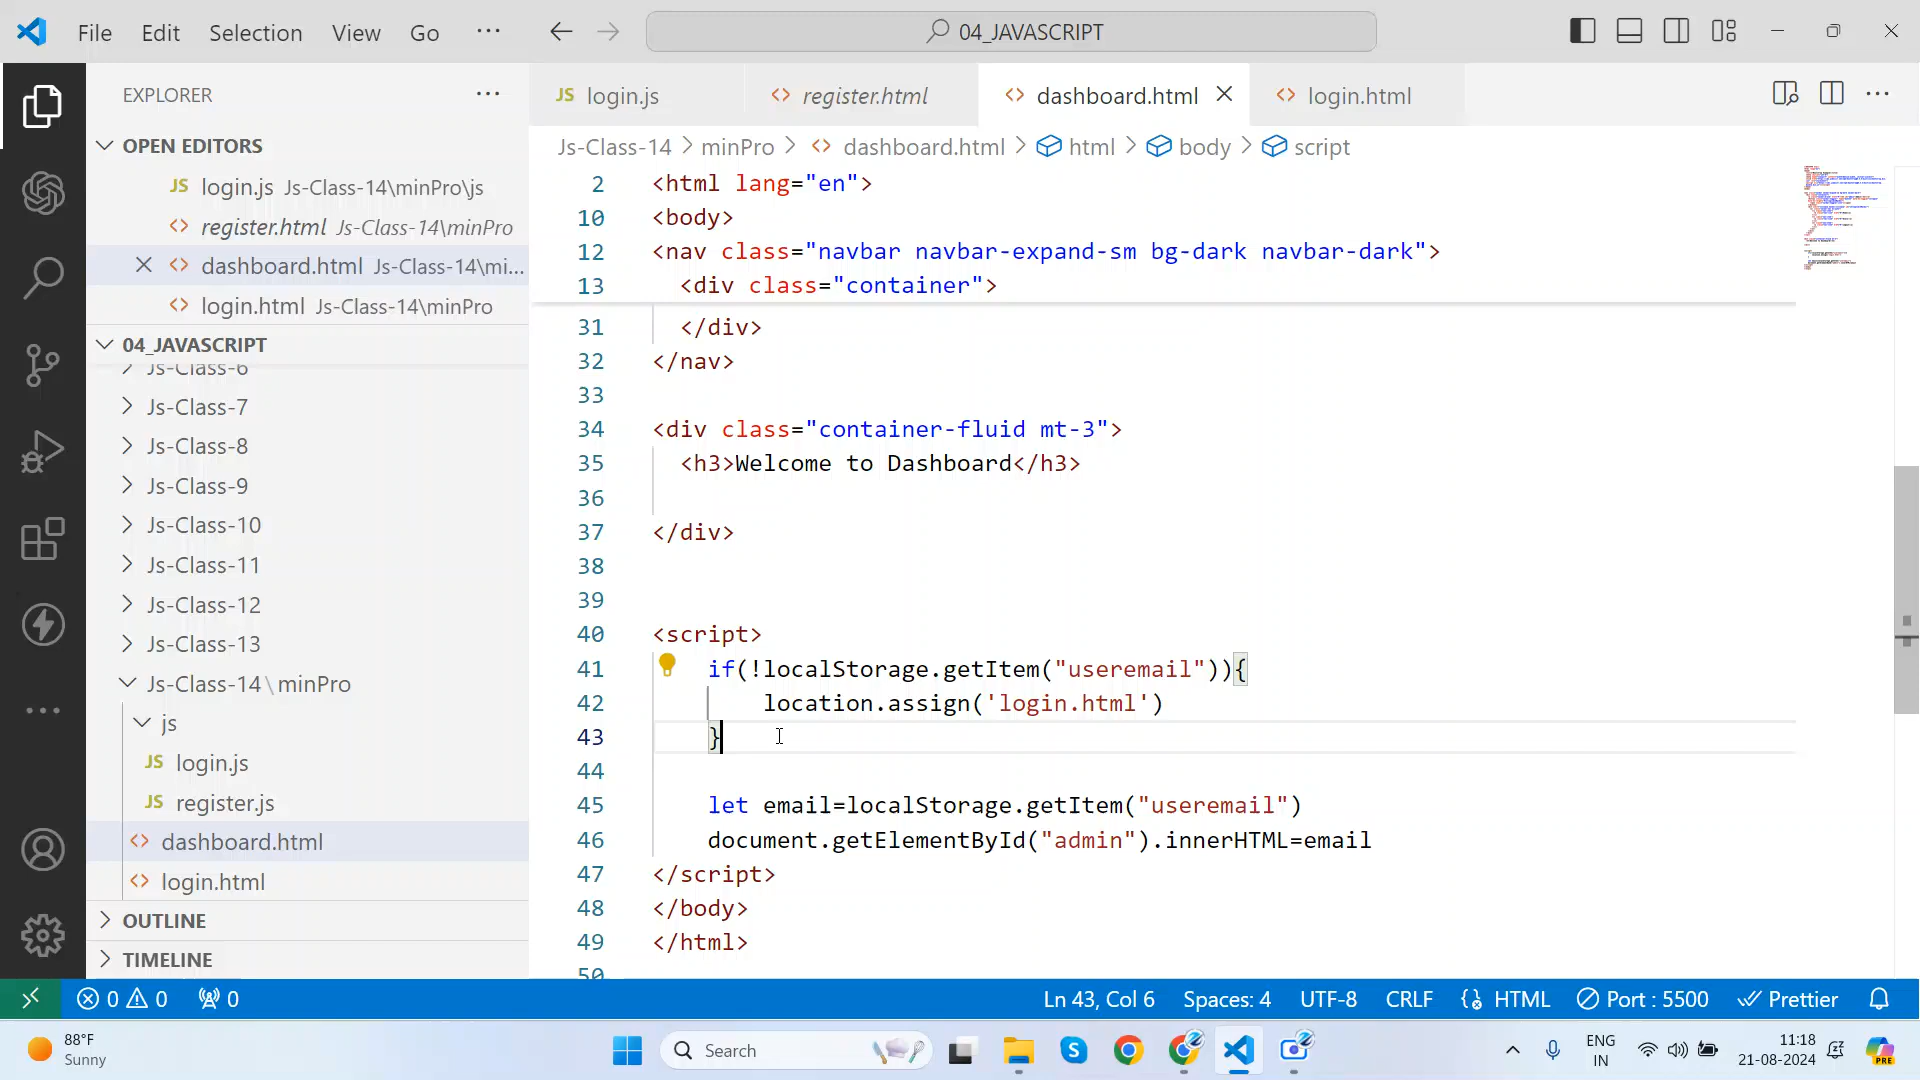 File Edit Selection View Go ··· 04_JAVASCRIPT
EXPLORER ···
OPEN EDITORS
JS login.js Js-Class-14\minPro\js
<> register.html Js-Class-14\minPro
<> dashboard.html Js-Class-14\mi...
<> login.html Js-Class-14\minPro
04_JAVASCRIPT
Js-Class-6
Js-Class-7
Js-Class-8
Js-Class-9
Js-Class-10
Js-Class-11
Js-Class-12
Js-Class-13
Js-Class-14\minPro
js
JS login.js
JS register.js
<> dashboard.html
<> login.html
OUTLINE
TIMELINE
JS login.js <> register.html <> dashboard.html <> login.html
Js-Class-14 > minPro > <> dashboard.html > html > body > script
2 <html lang="en">
10 <body>
12 <nav class="navbar navbar-expand-sm bg-dark navbar-dark">
13 <div class="container">
31 </div>
32 </nav>
33
34 <div class="container-fluid mt-3">
35 <h3>Welcome to Dashboard</h3>
36
37 </div>
38
39
40 <script>
41 if(!localStorage.getItem("useremail")){
42 location.assign('login.html')
43 }
44
45 let email=localStorage.getItem("useremail")
46 document.getElementById("admin").innerHTML=email
47 </script>
48 </body>
49 </html>
50
0 0 0 Ln 43, Col 6 Spaces: 4 UTF-8 CRLF HTML Port : 5500 Prettier
88°F
Sunny
Search
ENG
IN
11:18
21-08-2024
PRE